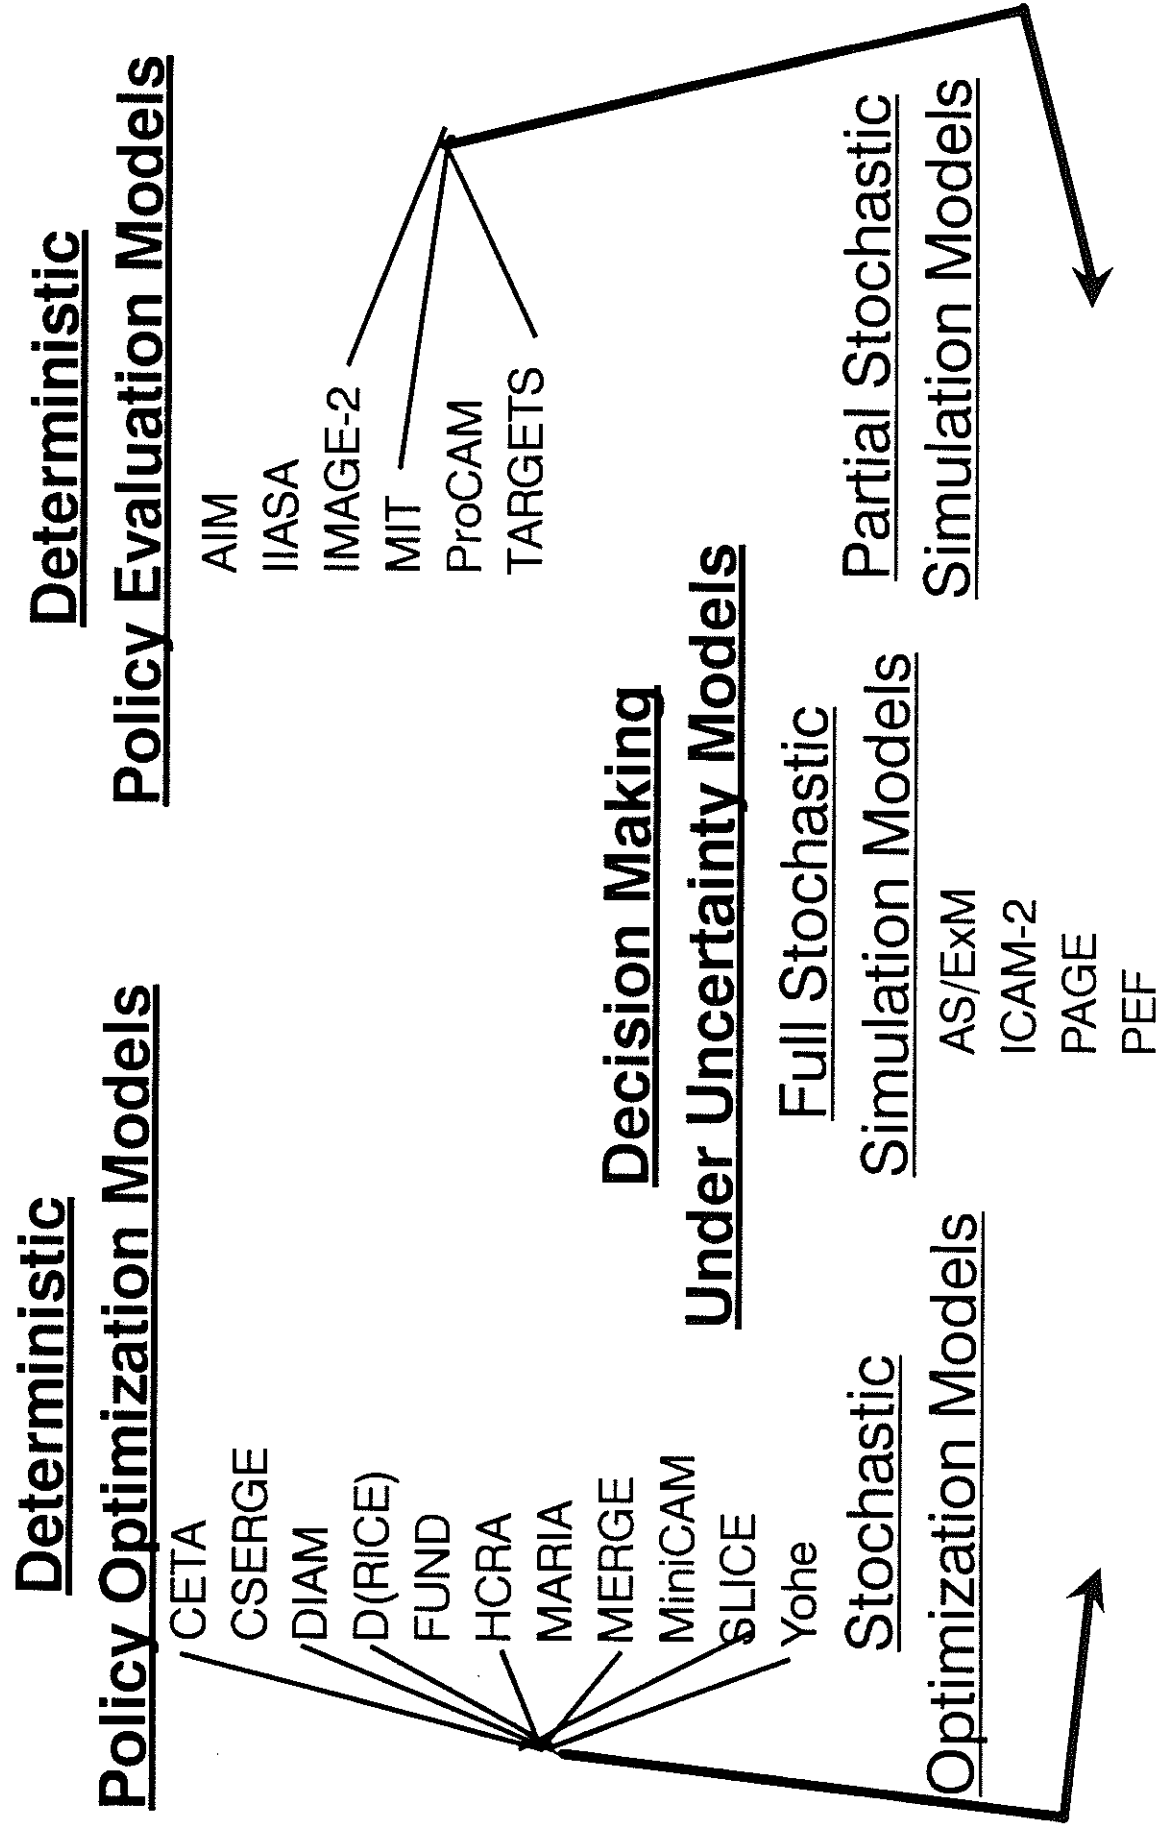 Deterministic
Policy Optimization Models
CETA
CSERGE
DIAM
D(RICE)
FUND
HCRA
MARIA
MERGE
MiniCAM
SLICE
Yohe
Deterministic
Policy Evaluation Models
AIM
IIASA
IMAGE-2
MIT
ProCAM
TARGETS
Decision Making
Under Uncertainty Models
Stochastic
Optimization Models
Full Stochastic
Simulation Models
AS/ExM
ICAM-2
PAGE
PEF
Partial Stochastic
Simulation Models